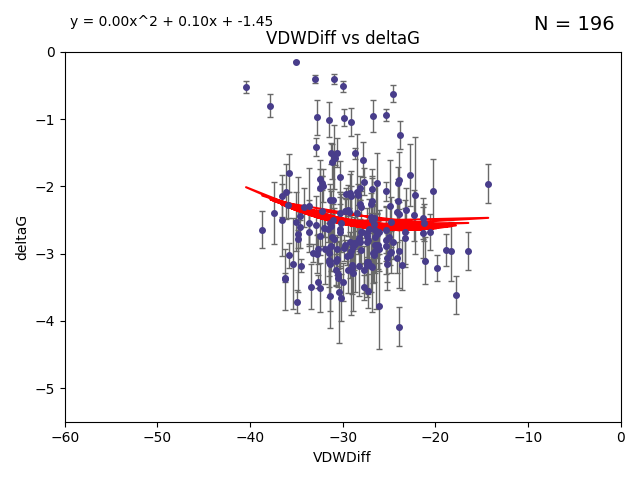 y = 0.00x^2 + 0.10x + -1.45
N = 196
VDWDiff vs deltaG
0
−1
−2
−3
−4
−5
deltaG
−60 −50 −40 −30 −20 −10 0
VDWDiff